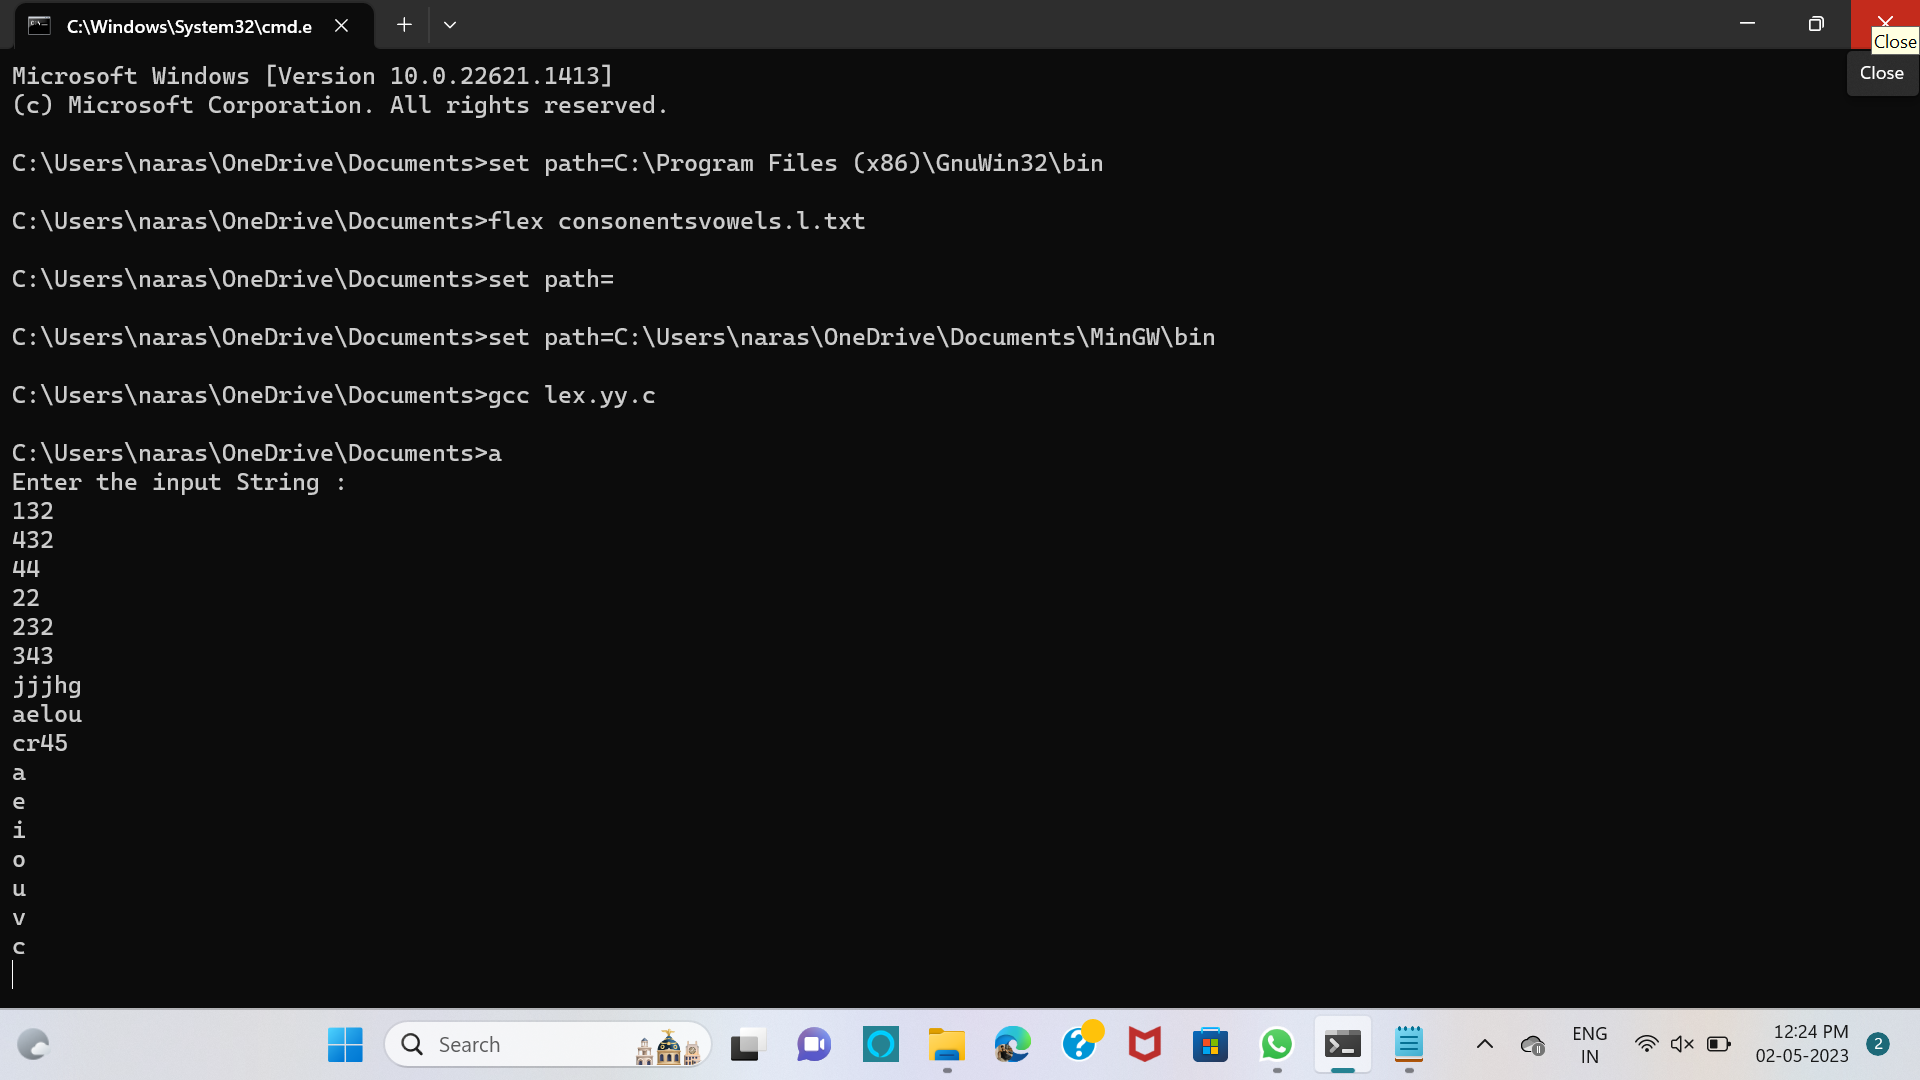 C:\Windows\System32\cmd.e
Close
Close
Microsoft Windows [Version 10.0.22621.1413]
(c) Microsoft Corporation. All rights reserved.
C:\Users\naras\OneDrive\Documents>set path=C:\Program Files (x86)\GnuWin32\bin
C:\Users\naras\OneDrive\Documents>flex consonentsvowels.l.txt
C:\Users\naras\OneDrive\Documents>set path=
C:\Users\naras\OneDrive\Documents>set path=C:\Users\naras\OneDrive\Documents\MinGW\bin
C:\Users\naras\OneDrive\Documents>gcc lex.yy.c
C:\Users\naras\OneDrive\Documents>a
Enter the input String :
132
432
44
22
232
343
jjjhg
aelou
cr45
a
e
i
o
u
v
c
Search
ENG
IN
12:24 PM
02-05-2023
2